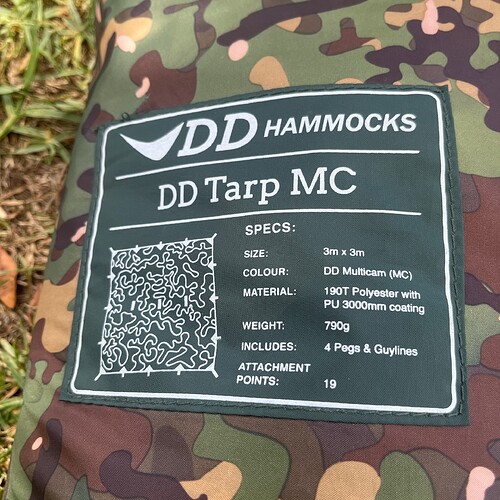 DD HAMMOCKS
DD Tarp MC
SPECS:
SIZE: 3m x 3m
COLOUR: DD Multicam (MC)
MATERIAL: 190T Polyester with
PU 3000mm coating
WEIGHT: 790g
INCLUDES: 4 Pegs & Guylines
ATTACHMENT
POINTS: 19